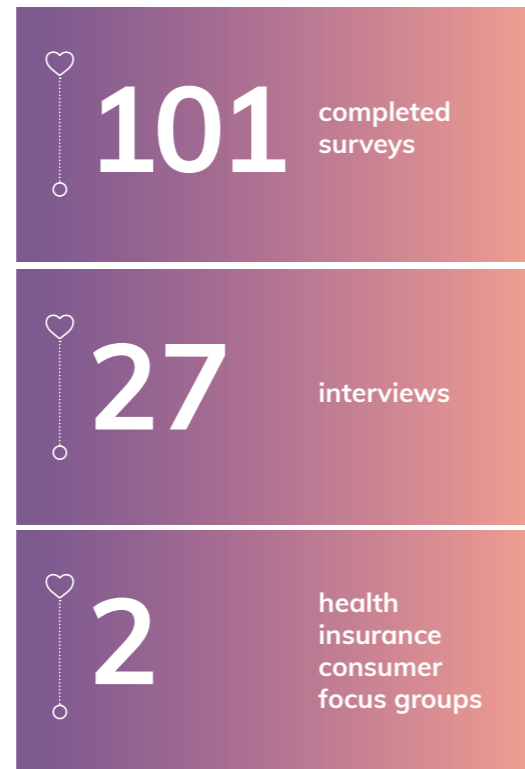 101
completed
surveys
27
interviews
2
health
insurance
consumer
focus groups